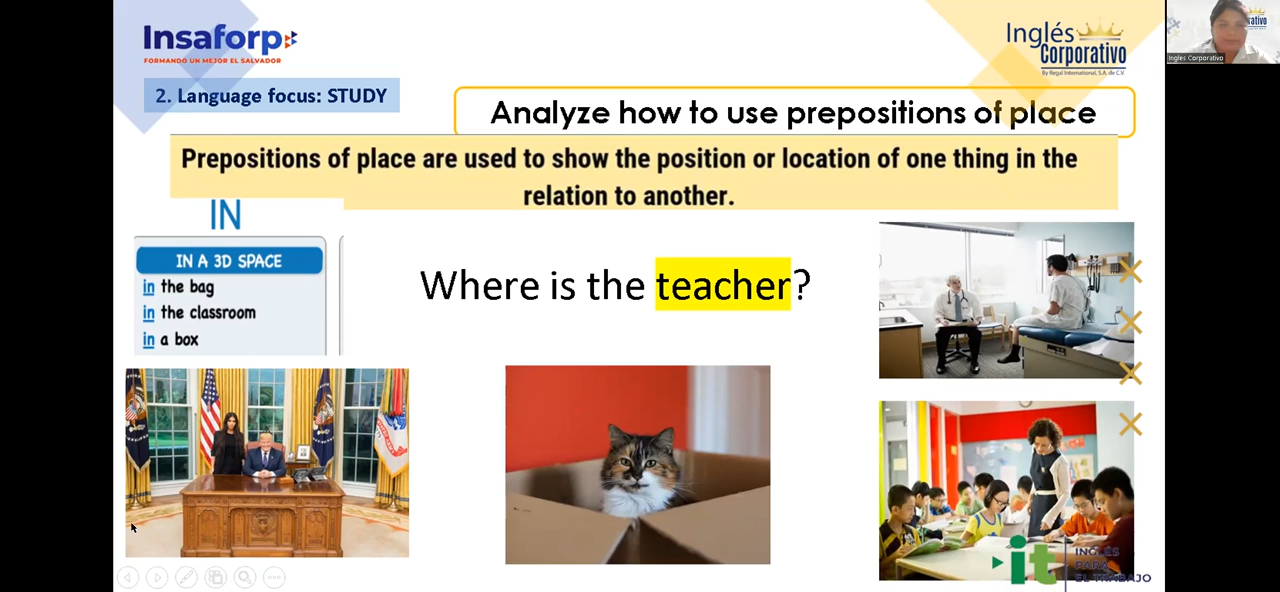 Insaforp
FORMANDO UN MEJOR EL SALVADOR
Inglés
Corporativo
By Regal International, S.A. de C.V.
2. Language focus: STUDY
Analyze how to use prepositions of place
Prepositions of place are used to show the position or location of one thing in the
relation to another.
IN
IN A 3D SPACE
in the bag
in the classroom
in a box
Where is the teacher?
it
INGLÉS
PARA
EL TRABAJO
Inglés Corporativo